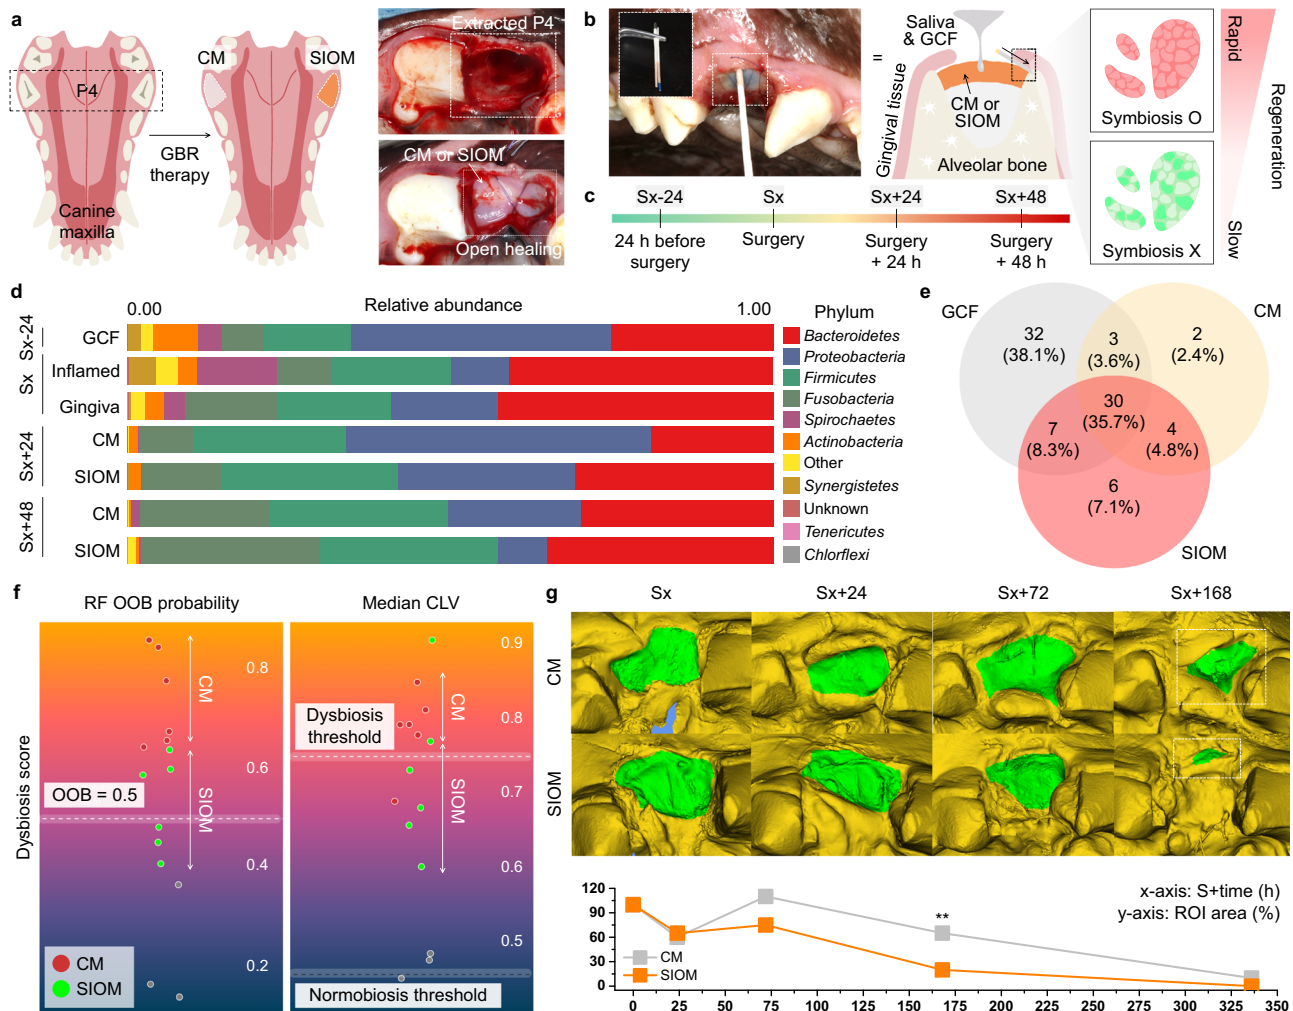 a
CM
SIOM
P4
GBR
therapy
Canine
maxilla
Extracted P4
CM or SIOM
Open healing
b
=
Saliva
& GCF
Gingival tissue
CM or
SIOM
Alveolar bone
Symbiosis O
Symbiosis X
Rapid
Regeneration
Slow
c
Sx-24
Sx
Sx+24
Sx+48
24 h before
surgery
Surgery
Surgery
+ 24 h
Surgery
+ 48 h
d
0.00
Relative abundance
1.00
Sx-24
GCF
Sx
Inflamed
Gingiva
Sx+24
CM
SIOM
Sx+48
CM
SIOM
Phylum
Bacteroidetes
Proteobacteria
Firmicutes
Fusobacteria
Spirochaetes
Actinobacteria
Other
Synergistetes
Unknown
Tenericutes
Chlorflexi
e
GCF
CM
SIOM
32
(38.1%)
3
(3.6%)
2
(2.4%)
30
(35.7%)
7
(8.3%)
4
(4.8%)
6
(7.1%)
f
RF OOB probability
Median CLV
Dysbiosis score
0.8
0.6
0.4
0.2
CM
SIOM
OOB = 0.5
CM
SIOM
0.9
0.8
0.7
0.6
0.5
CM
SIOM
Dysbiosis
threshold
Normobiosis threshold
g
Sx
Sx+24
Sx+72
Sx+168
CM
SIOM
120
90
60
30
0
CM
SIOM
**
x-axis: S+time (h)
y-axis: ROI area (%)
0 25 50 75 100 125 150 175 200 225 250 275 300 325 350